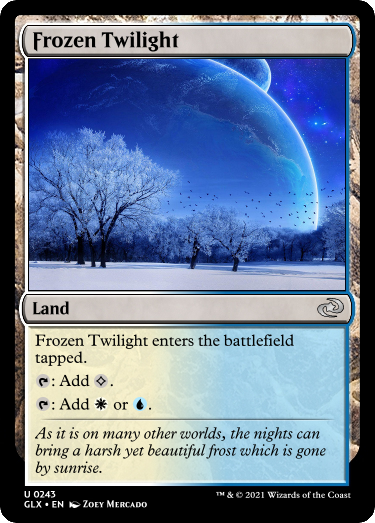 Frozen Twilight
Land
Frozen Twilight enters the battlefield
tapped.
: Add .
: Add or .
As it is on many other worlds, the nights can
bring a harsh yet beautiful frost which is gone
by sunrise.
U 0243
GLX • EN Zoey Mercado
™ & © 2021 Wizards of the Coast